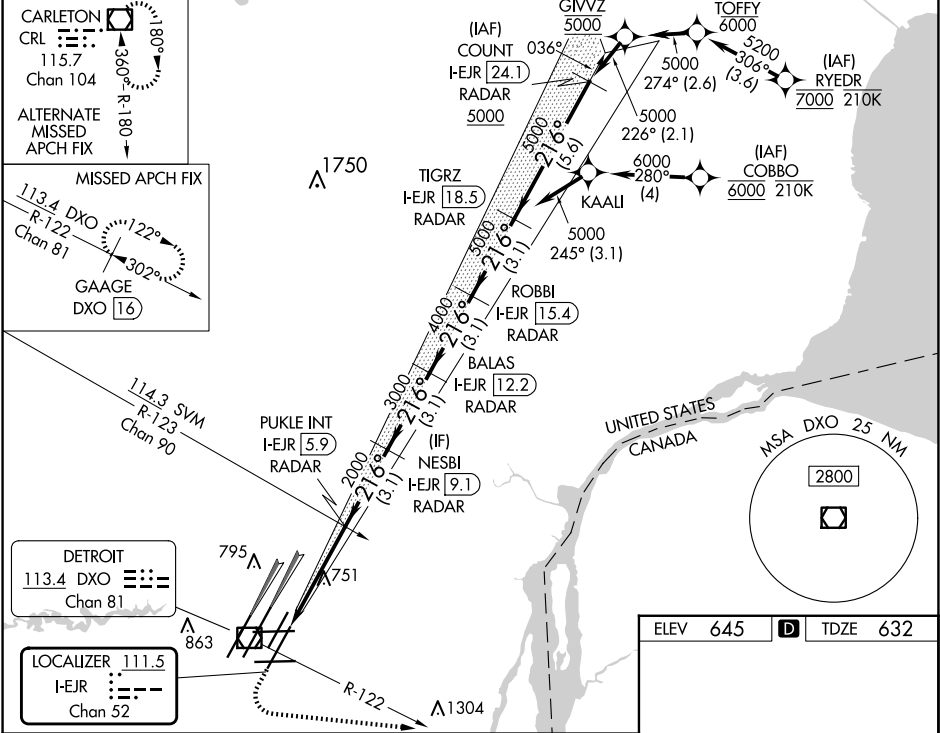 CARLETON
CRL
115.7
Chan 104
180°
360°
R-180
ALTERNATE
MISSED
APCH FIX
MISSED APCH FIX
113.4 DXO
R-122
Chan 81
122°
302°
GAAGE
DXO 16
GIVVZ
5000
TOFFY
6000
(IAF)
COUNT
I-EJR 24.1
RADAR
5000
036°
5000
274° (2.6)
5200
306°
(3.6)
(IAF)
RYEDR
7000 210K
5000
226° (2.1)
5000
216°
(5.6)
1750
TIGRZ
I-EJR 18.5
RADAR
6000
280°
(4)
KAALI
(IAF)
COBBO
6000 210K
5000
245° (3.1)
5000
216°
(3.1)
ROBBI
I-EJR 15.4
RADAR
4000
216°
(3.1)
BALAS
I-EJR 12.2
RADAR
3000
216°
(3.1)
(IF)
NESBI
I-EJR 9.1
RADAR
2000
216°
(3.1)
PUKLE INT
I-EJR 5.9
RADAR
114.3 SVM
R-123
Chan 90
UNITED STATES
CANADA
MSA DXO 25 NM
2800
795
751
DETROIT
113.4 DXO
Chan 81
863
LOCALIZER 111.5
I-EJR
Chan 52
R-122
1304
ELEV 645 D TDZE 632